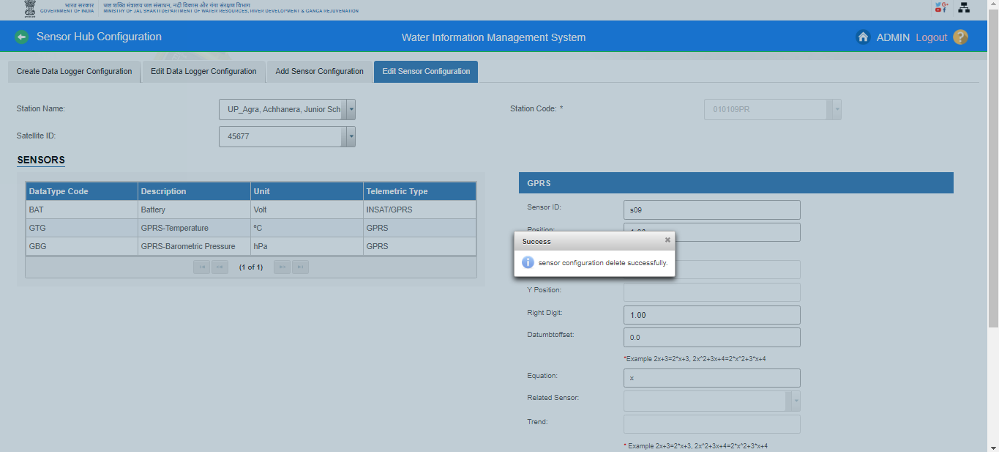 भारत सरकार
GOVERNMENT OF INDIA
जल शक्ति मंत्रालय जल संसाधन, नदी विकास और गंगा संरक्षण विभाग
MINISTRY OF JAL SHAKTI DEPARTMENT OF WATER RESOURCES, RIVER DEVELOPMENT & GANGA REJUVENATION
Sensor Hub Configuration
Water Information Management System
ADMIN Logout ?
Create Data Logger Configuration
Edit Data Logger Configuration
Add Sensor Configuration
Edit Sensor Configuration
Station Name:
UP_Agra, Achhanera, Junior Sch
Station Code: *
010109PR
Satellite ID:
45677
SENSORS
DataType Code Description Unit Telemetric Type
BAT Battery Volt INSAT/GPRS
GTG GPRS-Temperature ºC GPRS
GBG GPRS-Barometric Pressure hPa GPRS
(1 of 1)
GPRS
Sensor ID: s09
Position: 1.00
Success
sensor configuration delete successfully.
Y Position:
Right Digit: 1.00
Datumbtoffset: 0.0
*Example 2x+3=2*x+3, 2x^2+3x+4=2*x^2+3*x+4
Equation: x
Related Sensor:
Trend:
* Example 2x+3=2*x+3, 2x^2+3x+4=2*x^2+3*x+4